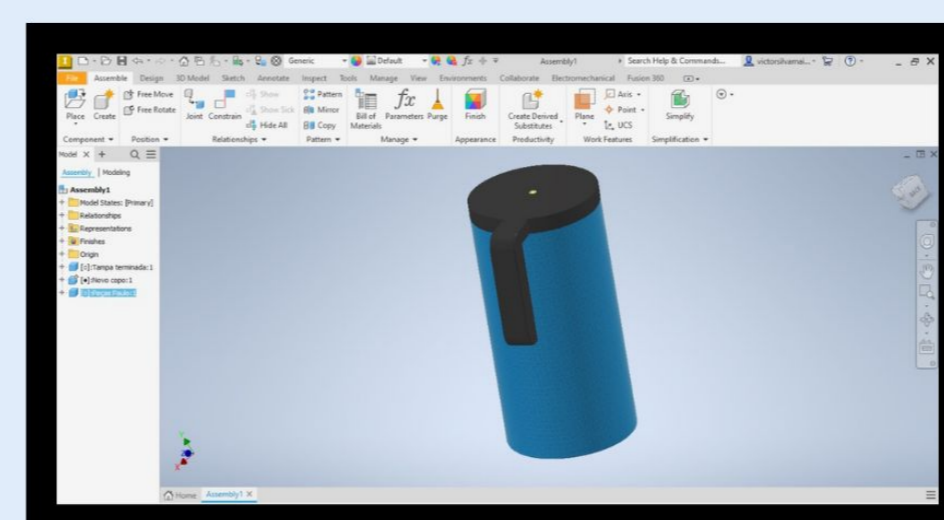 Generic
Default
Assembly1
Search Help & Commands...
victorsilvamai...
File Assemble Design 3D Model Sketch Annotate Inspect Tools Manage View Environments Collaborate Electromechanical Fusion 360
Place
Create
Free Move
Free Rotate
Joint
Constrain
Show
Show Sick
Hide All
Pattern
Mirror
Copy
Bill of
Materials
fx
Parameters
Purge
Finish
Create Derived
Substitutes
Plane
Axis
Point
UCS
Simplify
Component Position Relationships Pattern Manage Appearance Productivity Work Features Simplification
Model X +
Assembly | Modeling
Assembly1
Model States: [Primary]
Relationships
Representations
Finishes
Origin
Tampa terminada:1
Novo copo:1
Home Assembly1 X